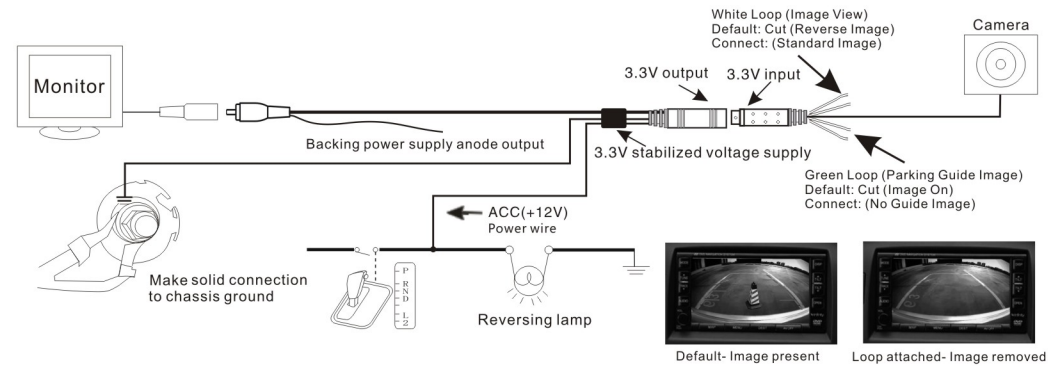 White Loop (Image View)
Default: Cut (Reverse Image)
Connect: (Standard Image)
Camera
Monitor
3.3V output
3.3V input
Backing power supply anode output
3.3V stabilized voltage supply
Green Loop (Parking Guide Image)
Default: Cut (Image On)
Connect: (No Guide Image)
ACC(+12V)
Power wire
Make solid connection
to chassis ground
P
R
N
D
L
2
Reversing lamp
Default- Image present
Loop attached- Image removed